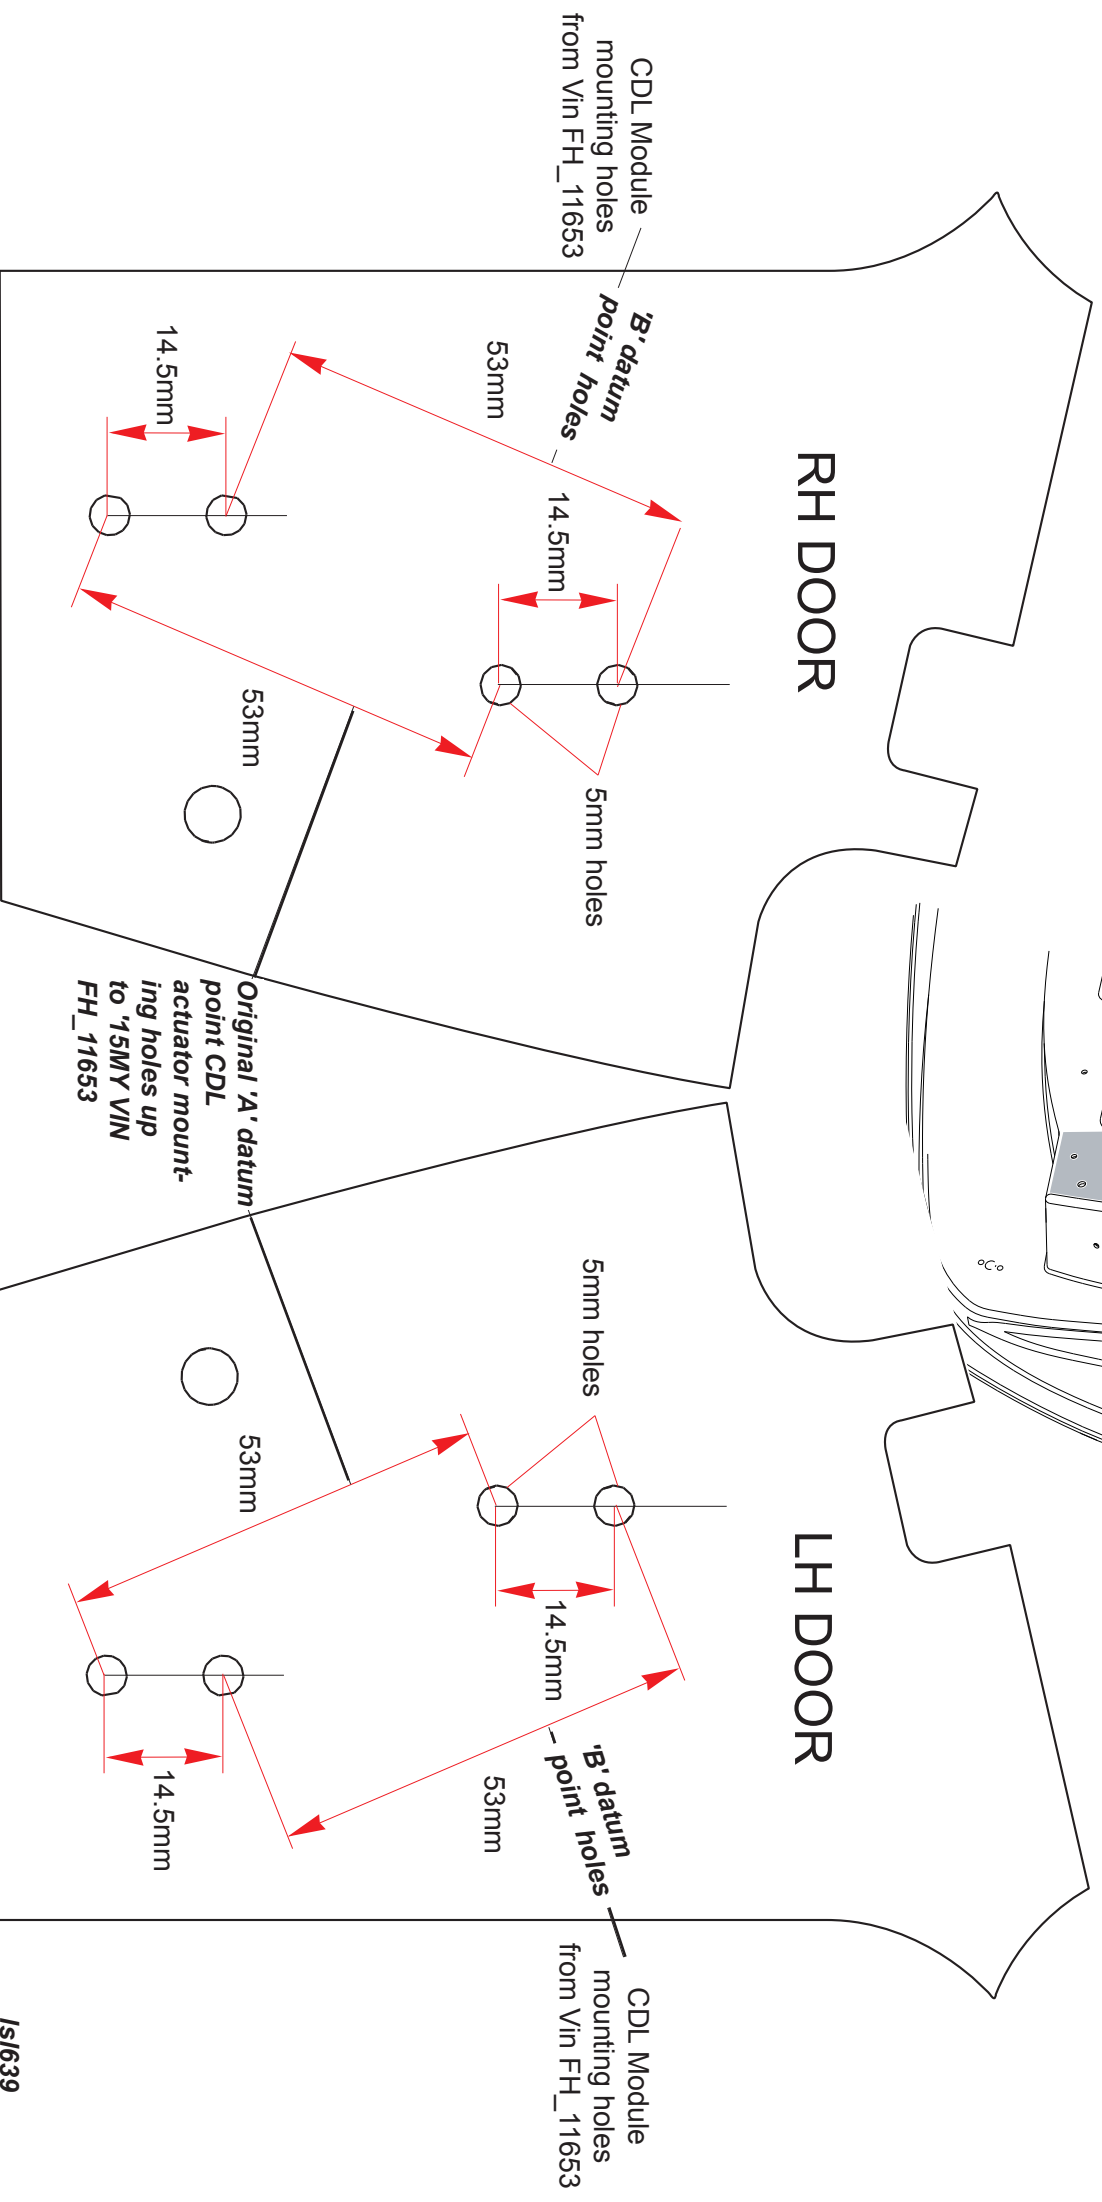 RH DOOR
CDL Module
mounting holes
from Vin FH_11653
'B' datum
point holes
53mm
14.5mm
14.5mm
53mm
5mm holes
Original 'A' datum
point CDL
actuator mount-
ing holes up
to '15MY VIN
FH_11653
LH DOOR
5mm holes
53mm
14.5mm
14.5mm
53mm
'B' datum
point holes
CDL Module
mounting holes
from Vin FH_11653
lsl639